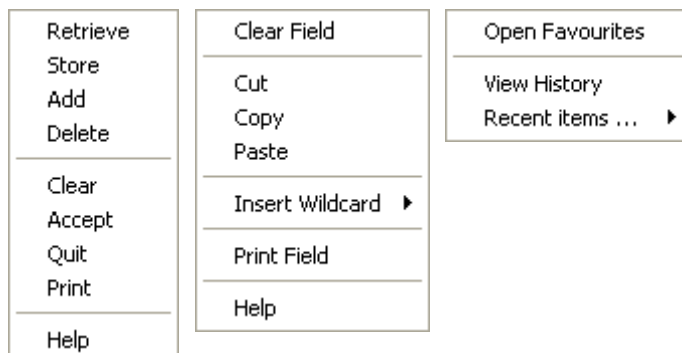 Retrieve
Store
Add
Delete
Clear
Accept
Quit
Print
Help
Clear Field
Cut
Copy
Paste
Insert Wildcard
Print Field
Help
Open Favourites
View History
Recent items ...